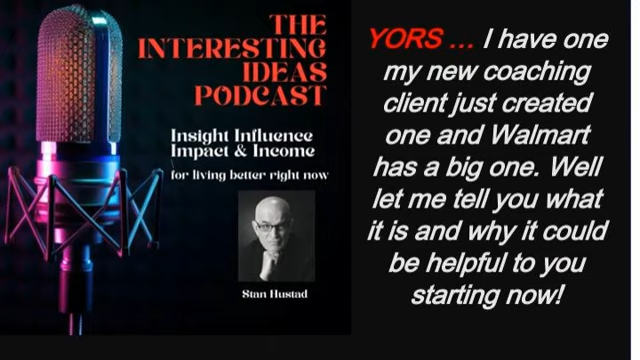 THE
INTERESTING
IDEAS
PODCAST
Insight Influence
Impact & Income
for living better right now
Stan Hustad
YORS ... I have one
my new coaching
client just created
one and Walmart
has a big one. Well
let me tell you what
it is and why it could
be helpful to you
starting now!